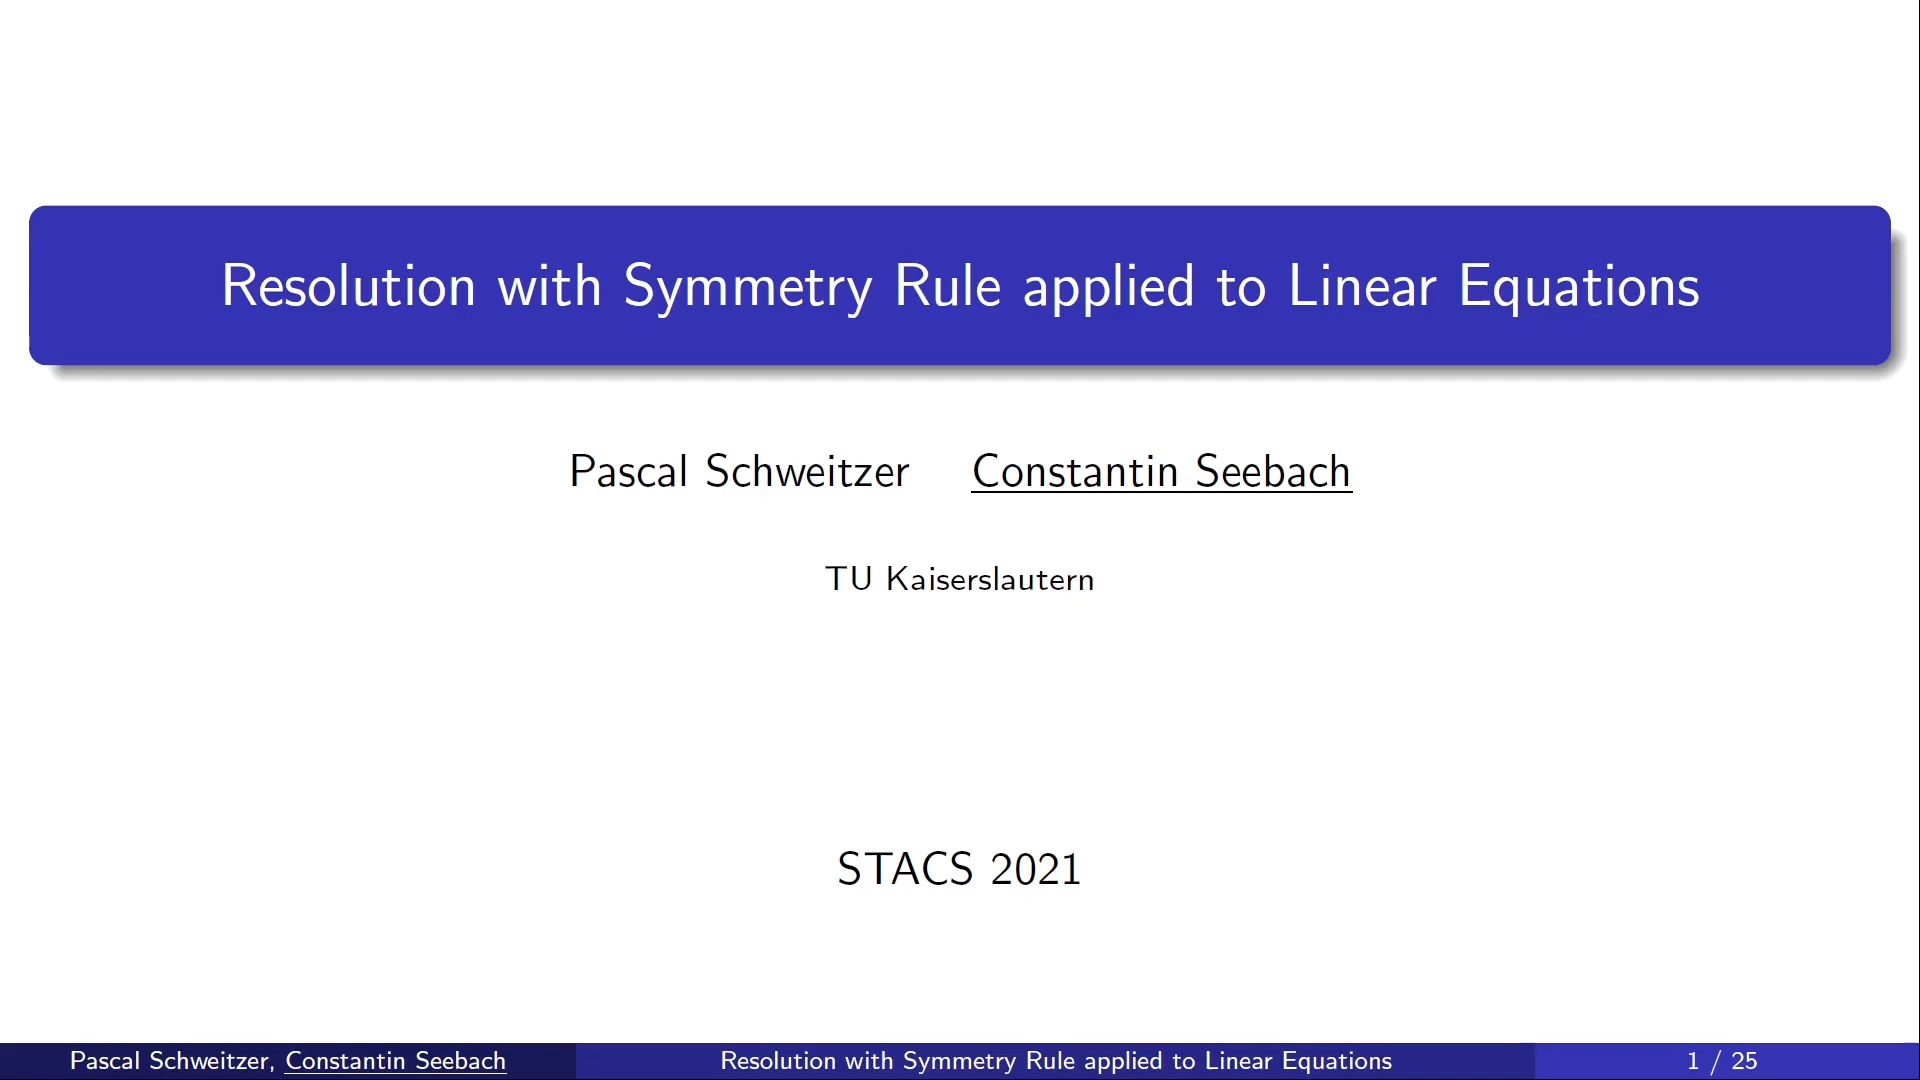 Resolution with Symmetry Rule applied to Linear Equations
Pascal Schweitzer Constantin Seebach
TU Kaiserslautern
STACS 2021
Pascal Schweitzer, Constantin Seebach Resolution with Symmetry Rule applied to Linear Equations 1 / 25